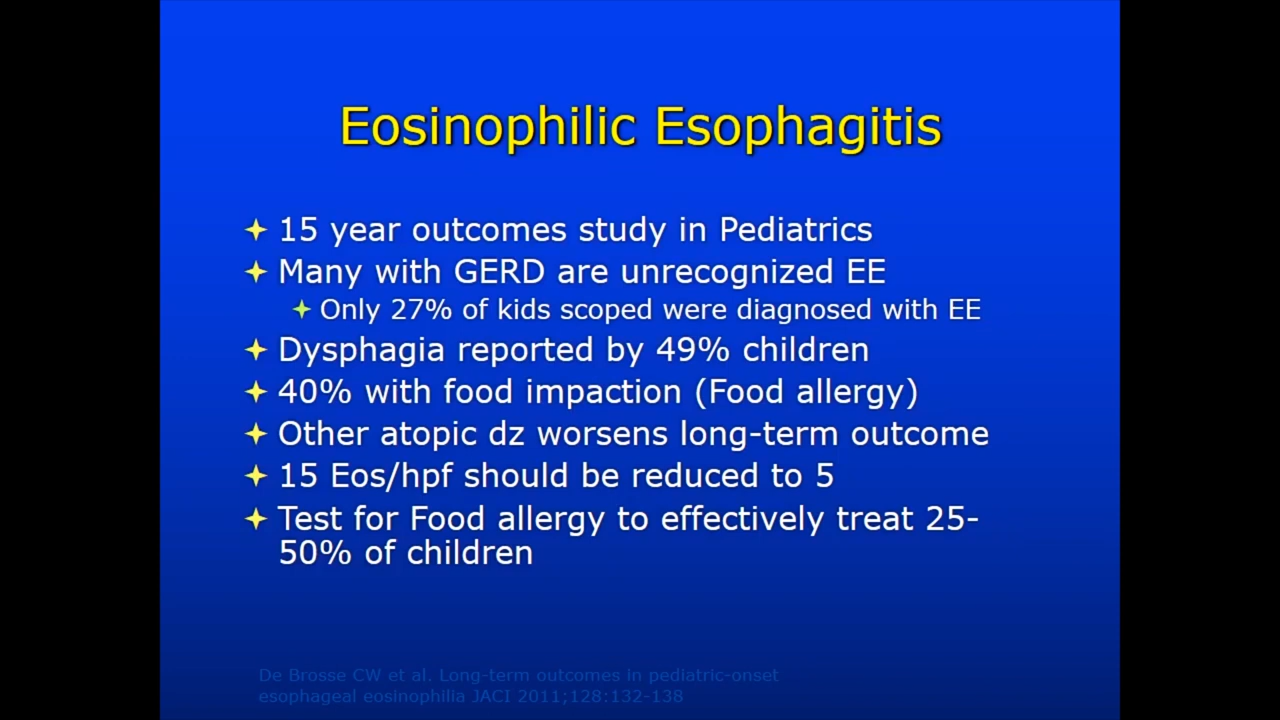 Eosinophilic Esophagitis
15 year outcomes study in Pediatrics
Many with GERD are unrecognized EE
Only 27% of kids scoped were diagnosed with EE
Dysphagia reported by 49% children
40% with food impaction (Food allergy)
Other atopic dz worsens long-term outcome
15 Eos/hpf should be reduced to 5
Test for Food allergy to effectively treat 25-
50% of children
De Brosse CW et al. Long-term outcomes in pediatric-onset
esophageal eosinophilia JACI 2011;128:132-138